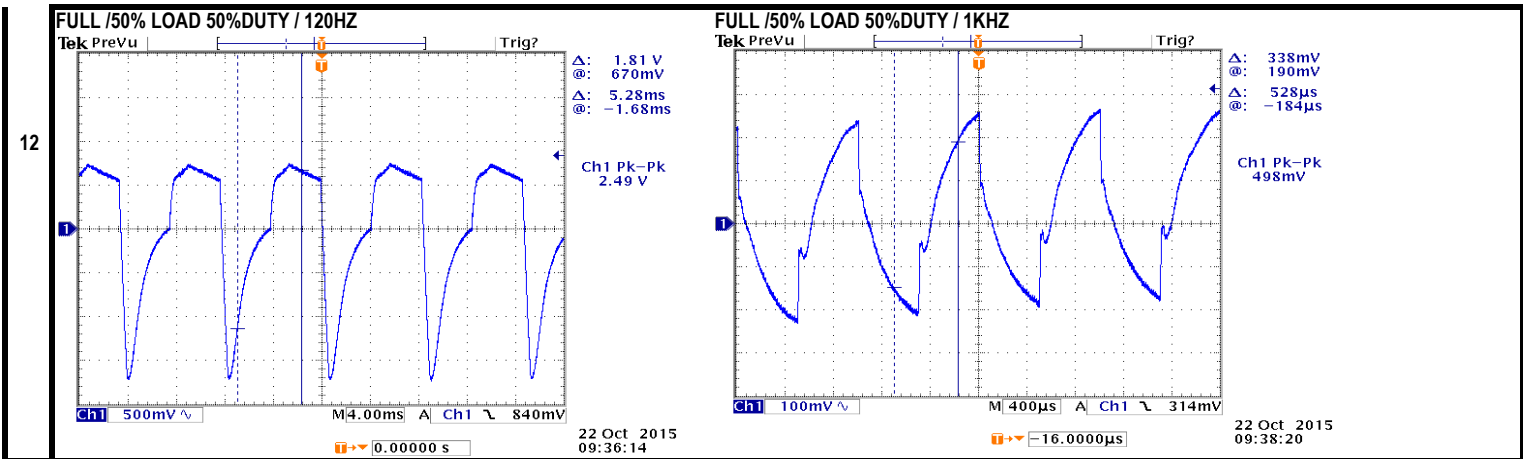 12
FULL /50% LOAD 50%DUTY / 120HZ
Tek PreVu
Trig?
T
T
Δ: 1.81 V
@: 670mV
Δ: 5.28ms
@: −1.68ms
Ch1 Pk−Pk
2.49 V
1
Ch1 500mV ∿ M 4.00ms A Ch1 ʅ 840mV
T→▼ 0.00000 s
22 Oct 2015
09:36:14
FULL /50% LOAD 50%DUTY / 1KHZ
Tek PreVu
Trig?
T
T
Δ: 338mV
@: 190mV
Δ: 528µs
@: −184µs
Ch1 Pk−Pk
498mV
1
Ch1 100mV ∿ M 400µs A Ch1 ʅ 314mV
T→▼ −16.0000µs
22 Oct 2015
09:38:20